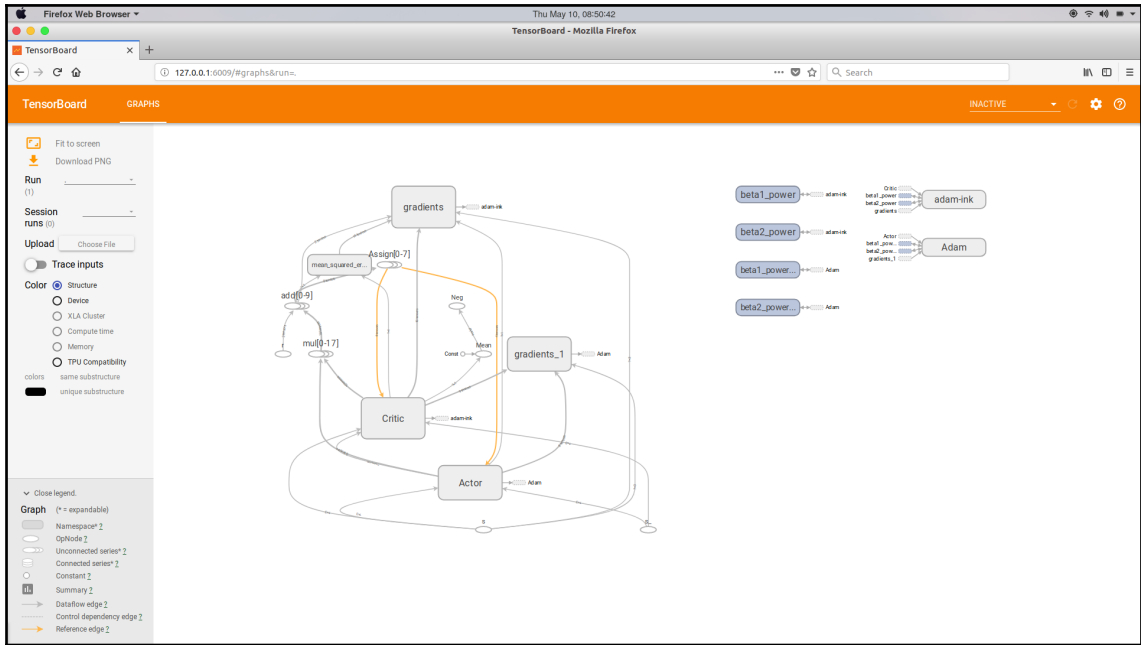 Firefox Web Browser
Thu May 10, 08:50:42
TensorBoard - Mozilla Firefox
TensorBoard
127.0.0.1:6009/#graphs&run=.
Search
TensorBoard
GRAPHS
INACTIVE
Fit to screen
Download PNG
Run
(1)
.
Session
runs (0)
Upload
Choose File
Trace inputs
Color
Structure
Device
XLA Cluster
Compute time
Memory
TPU Compatibility
colors
same substructure
unique substructure
Close legend.
Graph
(* = expandable)
Namespace* ?
OpNode ?
Unconnected series* ?
Connected series* ?
Constant ?
Summary ?
Dataflow edge ?
Control dependency edge ?
Reference edge ?
gradients
adam-ink
Assign[0-7]
mean_squared_er...
add[0-9]
Neg
r
mul[0-17]
Mean
Const
gradients_1
Adam
Critic
adam-ink
Actor
Adam
s
beta1_power
adam-ink
beta2_power
adam-ink
beta1_power...
Adam
beta2_power...
Adam
Critic
beta1_power
beta2_power
gradients
adam-ink
Actor
beta1_pow...
beta2_pow...
gradients_1
Adam